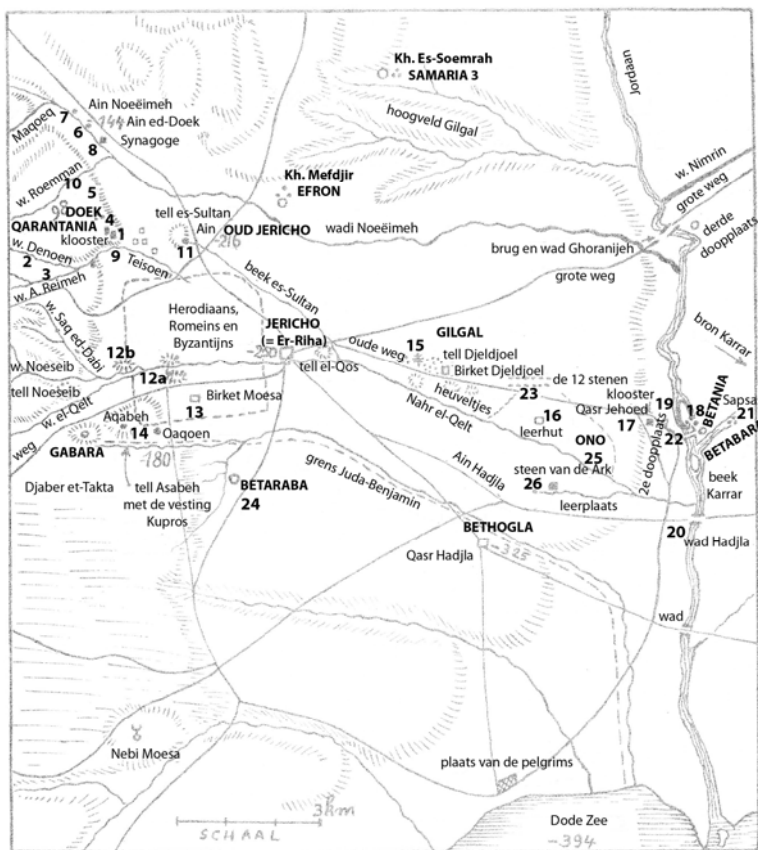 Kh. Es-Soemrah
SAMARIA 3
Jordaan
Ain Noeëimeh
Maqoeq
7
6
144
Ain ed-Doek
8
Synagoge
hoogveld Gilgal
w. Nimrin
grote weg
w. Roemman
10
5
Kh. Mefdjir
EFRON
98
DOEK
4
QARANTANIA
klooster
1
tell es-Sultan
Ain
OUD JERICHO
-216
11
wadi Noeëimeh
derde
doopplaats
brug en wad Ghoranijeh
w. Denoen
2
3
9
Teisoen
w. A. Reimeh
beek es-Sultan
grote weg
w. Saq ed-Dabi
Herodiaans,
Romeins en
Byzantijns
JERICHO
(= Er-Riha)
-250
15
GILGAL
oude weg
tell Djeldjoel
Birket Djeldjoel
bron Karrar
12b
w. Noeseib
tell Noeseib
12a
tell el-Qos
de 12 stenen
heuveltjes
23
klooster
19
BETANIA
Sapsas
w. el-Qelt
13
Birket Moesa
Nahr el-Qelt
16
leerhut
Qasr Jehoed
17
18
21
Aqabeh
14
Oaqoen
weg
GABARA
-180
ONO
25
22
2e doopplaats
BETABARA
Ain Hadjla
steen van de Ark
26
Djaber et-Takta
tell Asabeh
met de vesting
Kupros
BETARABA
24
grens Juda-Benjamin
leerplaats
beek
Karrar
BETHOGLA
20
wad Hadjla
Qasr Hadjla
-325
wad
Nebi Moesa
plaats van de pelgrims
3km
SCHAAL
Dode Zee
-394